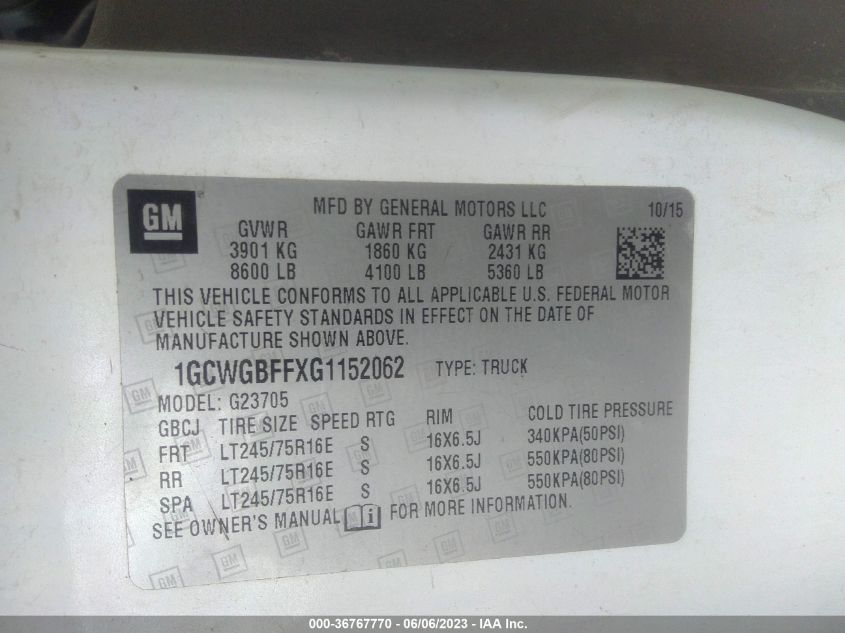 GM
MFD BY GENERAL MOTORS LLC 10/15
GVWR GAWR FRT GAWR RR
3901 KG 1860 KG 2431 KG
8600 LB 4100 LB 5360 LB
THIS VEHICLE CONFORMS TO ALL APPLICABLE U.S. FEDERAL MOTOR
VEHICLE SAFETY STANDARDS IN EFFECT ON THE DATE OF
MANUFACTURE SHOWN ABOVE.
1GCWGBFFXG1152062 TYPE: TRUCK
MODEL: G23705
GBCJ TIRE SIZE SPEED RTG RIM COLD TIRE PRESSURE
FRT LT245/75R16E S 16X6.5J 340KPA(50PSI)
RR LT245/75R16E S 16X6.5J 550KPA(80PSI)
SPA LT245/75R16E S 16X6.5J 550KPA(80PSI)
SEE OWNER'S MANUAL i FOR MORE INFORMATION.
000-36767770 - 06/06/2023 - IAA Inc.